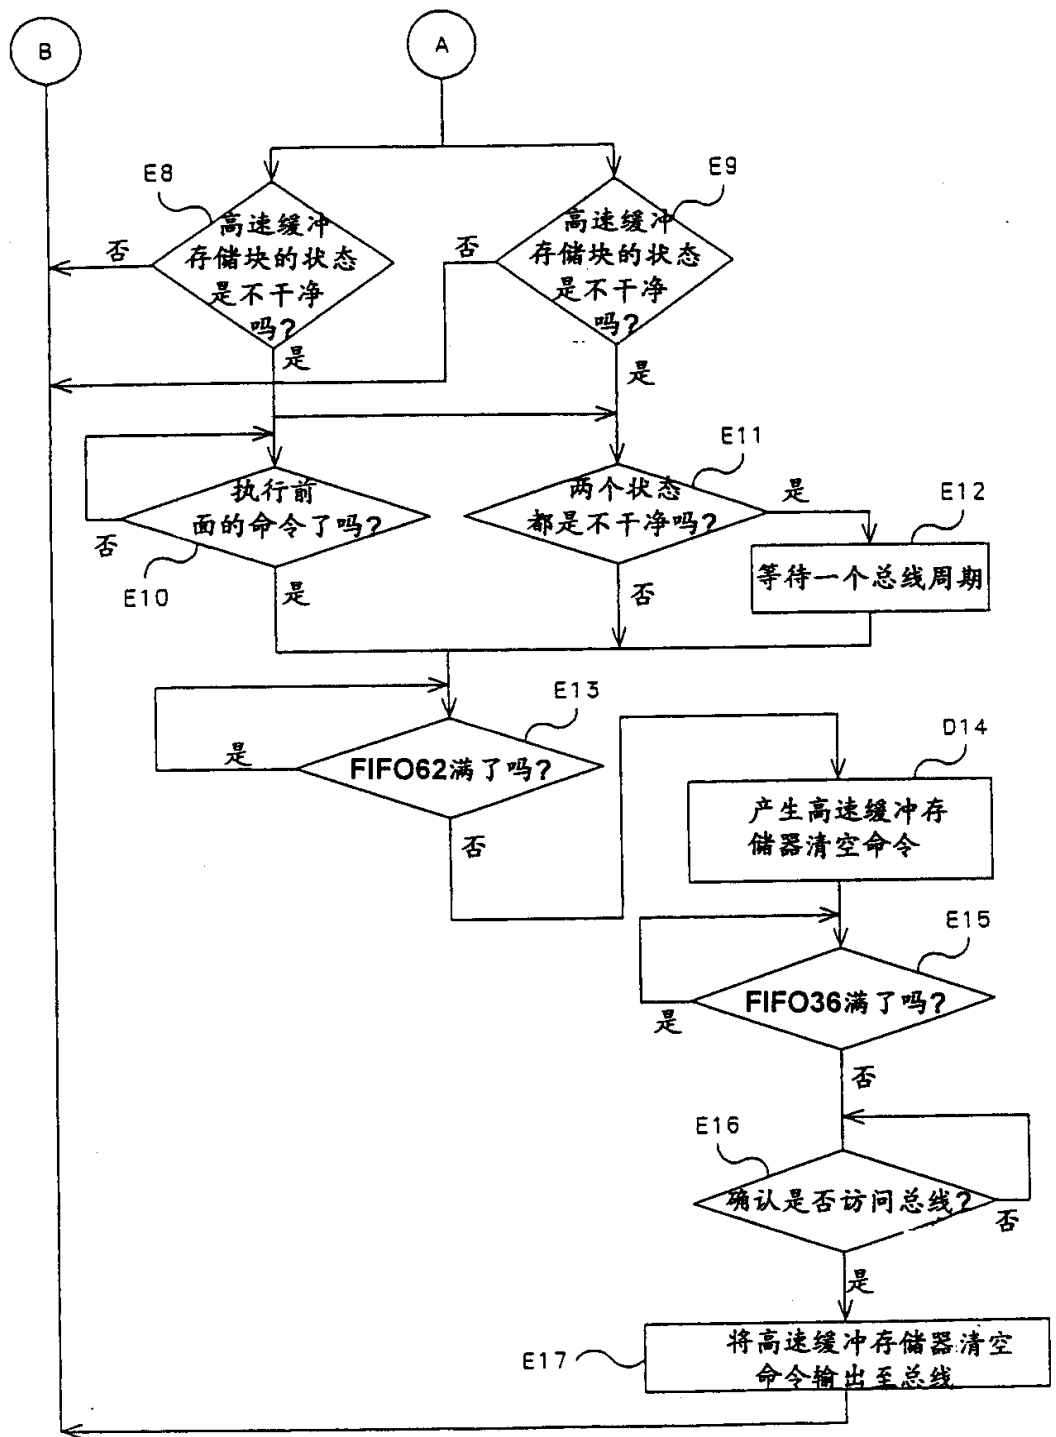 B
A
E8
E9
高速缓冲
存储块的状态
是不干净
吗?
高速缓冲
存储块的状态
是不干净
吗?
否
否
是
是
E11
执行前
面的命令了吗?
两个状态
都是不干净吗?
是
E12
等待一个总线周期
否
E10
是
否
E13
FIFO62满了吗?
是
否
D14
产生高速缓冲存
储器清空命令
E15
FIFO36满了吗?
是
否
E16
确认是否访问总线?
否
是
E17
将高速缓冲存储器清空
命令输出至总线